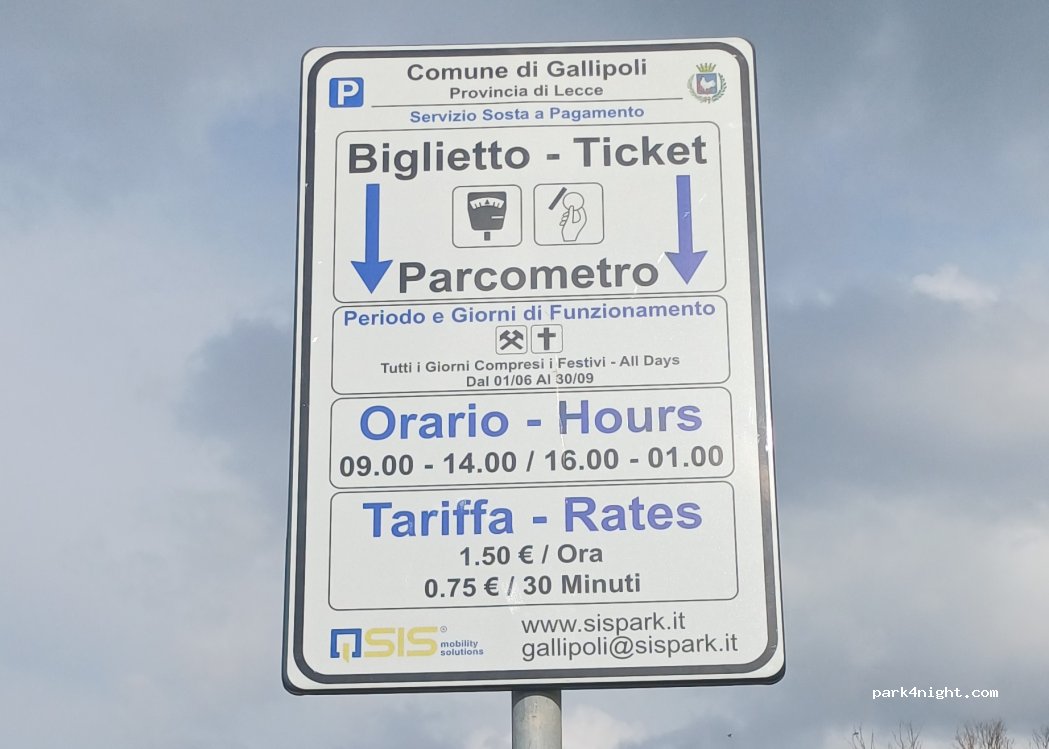 P
Comune di Gallipoli
Provincia di Lecce
Servizio Sosta a Pagamento
Biglietto - Ticket
Parcometro
Periodo e Giorni di Funzionamento
Tutti i Giorni Compresi i Festivi - All Days
Dal 01/06 Al 30/09
Orario - Hours
09.00 - 14.00 / 16.00 - 01.00
Tariffa - Rates
1.50 € / Ora
0.75 € / 30 Minuti
SIS® mobility
solutions
www.sispark.it
gallipoli@sispark.it
park4night.com